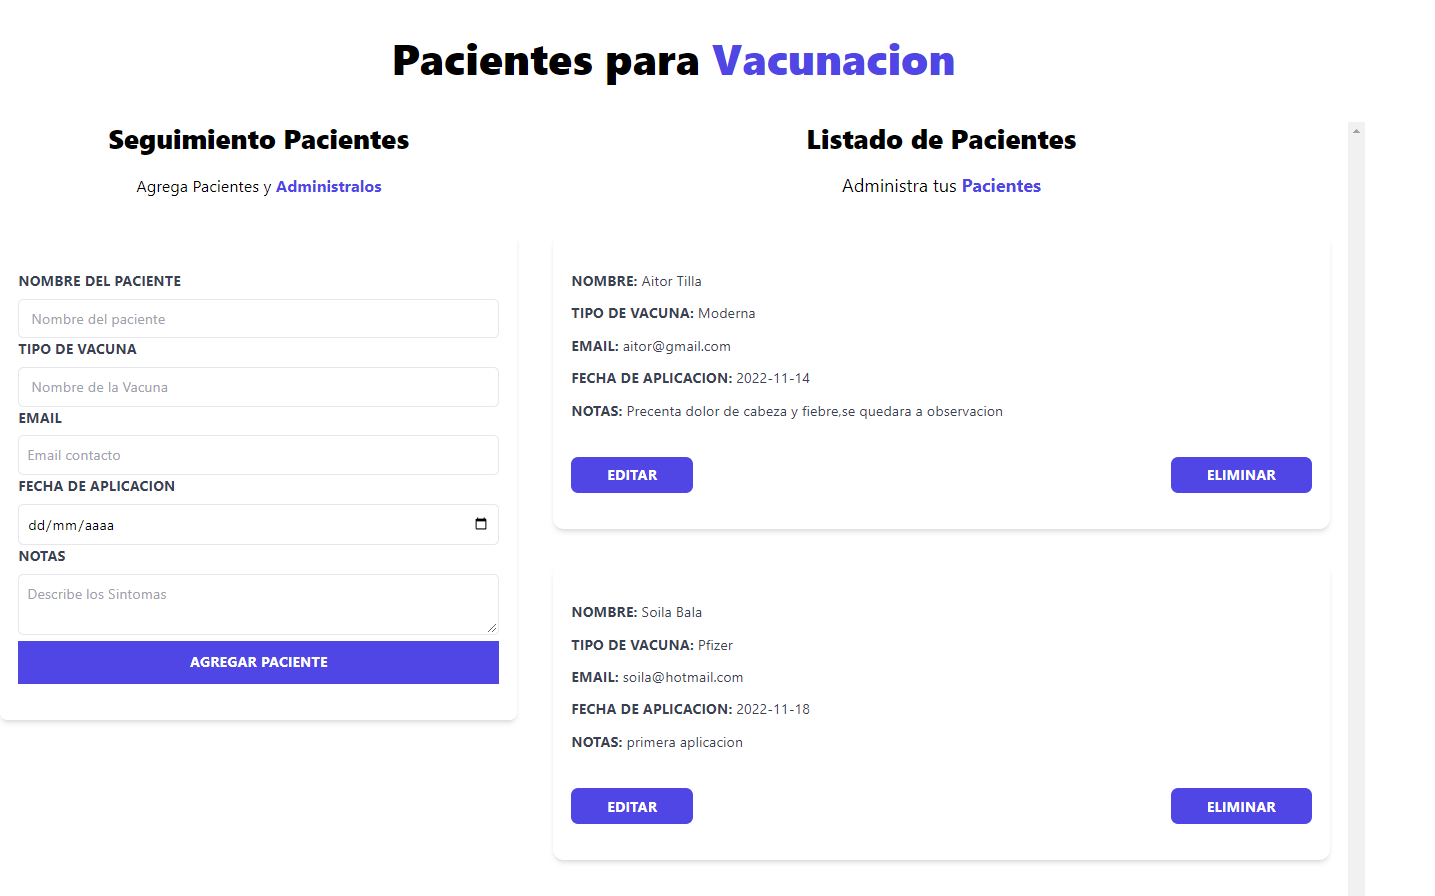 Pacientes para Vacunacion
Seguimiento Pacientes
Agrega Pacientes y Administralos
NOMBRE DEL PACIENTE
Nombre del paciente
TIPO DE VACUNA
Nombre de la Vacuna
EMAIL
Email contacto
FECHA DE APLICACION
dd/mm/aaaa
NOTAS
Describe los Sintomas
AGREGAR PACIENTE
Listado de Pacientes
Administra tus Pacientes
NOMBRE: Aitor Tilla
TIPO DE VACUNA: Moderna
EMAIL: aitor@gmail.com
FECHA DE APLICACION: 2022-11-14
NOTAS: Precenta dolor de cabeza y fiebre,se quedara a observacion
EDITAR
ELIMINAR
NOMBRE: Soila Bala
TIPO DE VACUNA: Pfizer
EMAIL: soila@hotmail.com
FECHA DE APLICACION: 2022-11-18
NOTAS: primera aplicacion
EDITAR
ELIMINAR